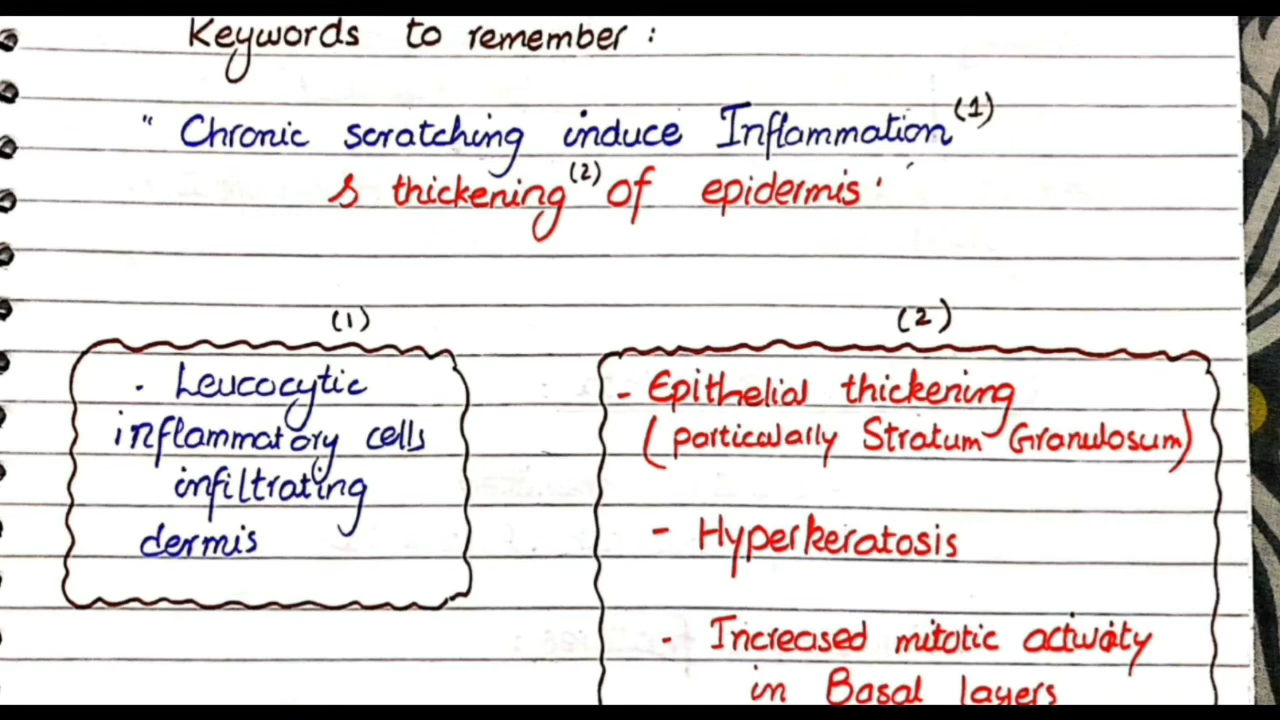 Keywords to remember :
" Chronic scratching induce Inflammation (1)
& thickening (2) of epidermis . "
(1)
. Leucocytic
inflammatory cells
infiltrating
dermis
(2)
- Epithelial thickening
( particularly Stratum Granulosum)
- Hyperkeratosis
- Increased mitotic activity
in Basal layers